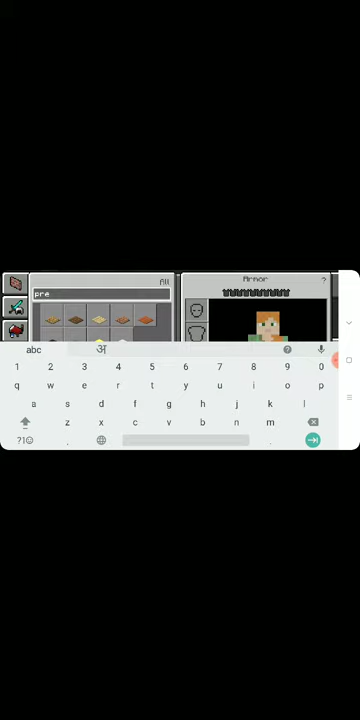 All
Armor
?
pre
abc अ ?
1 2 3 4 5 6 7 8 9 0
q w e r t y u i o p
a s d f g h j k l
z x c v b n m
?1☺ , .